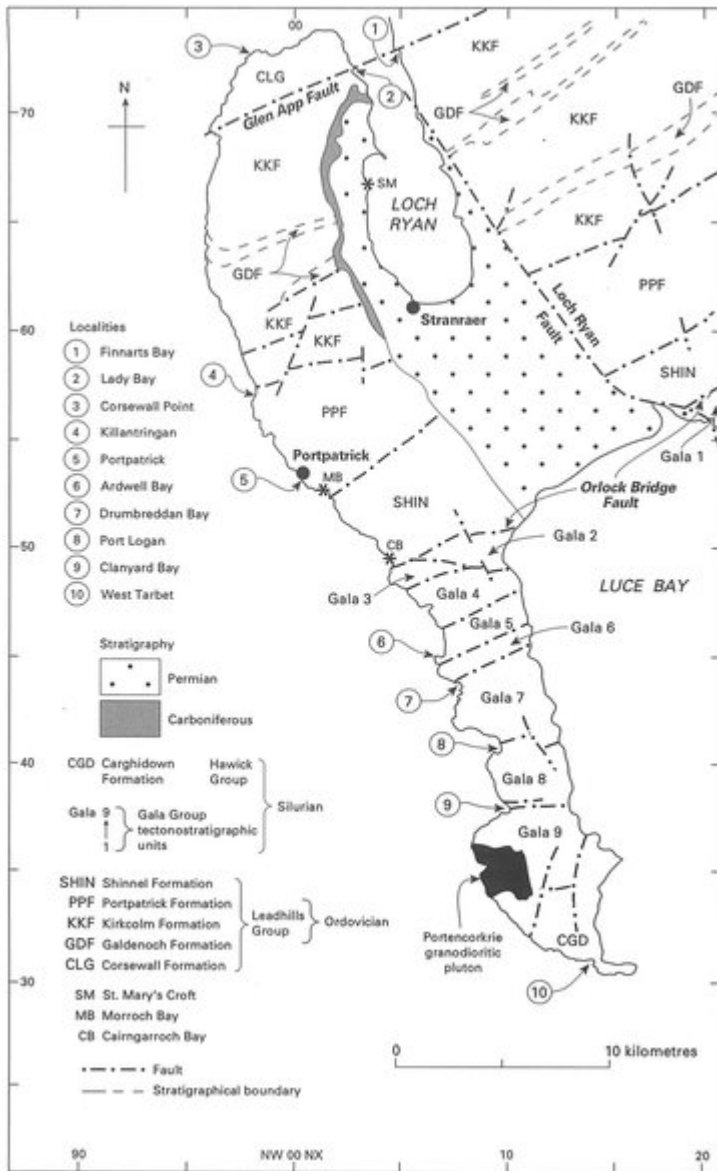 00
3
1
KKF
CLG
N
70
Glen App Fault
2
GDF
GDF
KKF
KKF
SM
LOCH
RYAN
KKF
GDF
PPF
Localities
60
KKF
KKF
Stranraer
Loch Ryan
Fault
1 Finnarts Bay
2 Lady Bay
3 Corsewall Point
4 Killantringan
5 Portpatrick
6 Ardwell Bay
7 Drumbreddan Bay
8 Port Logan
9 Clanyard Bay
10 West Tarbet
4
SHIN
PPF
Gala 1
Portpatrick
5
MB
SHIN
Orlock Bridge
Fault
50
CB
Gala 2
Gala 3
Gala 4
LUCE BAY
Gala 5
Gala 6
6
Stratigraphy
Permian
Carboniferous
7
Gala 7
40
8
CGD Carghidown
Formation
Hawick
Group
Gala 8
Silurian
9
Gala 9
1
Gala Group
tectonostratigraphic
units
Gala 9
SHIN Shinnel Formation
PPF Portpatrick Formation
KKF Kirkcolm Formation
GDF Galdenoch Formation
CLG Corsewall Formation
Leadhills
Group
Ordovician
Portencorkrie
granodioritic
pluton
CGD
30
10
SM St. Mary's Croft
MB Morroch Bay
CB Cairngarroch Bay
0
10 kilometres
Fault
Stratigraphical boundary
90
NW 00 NX
10
20